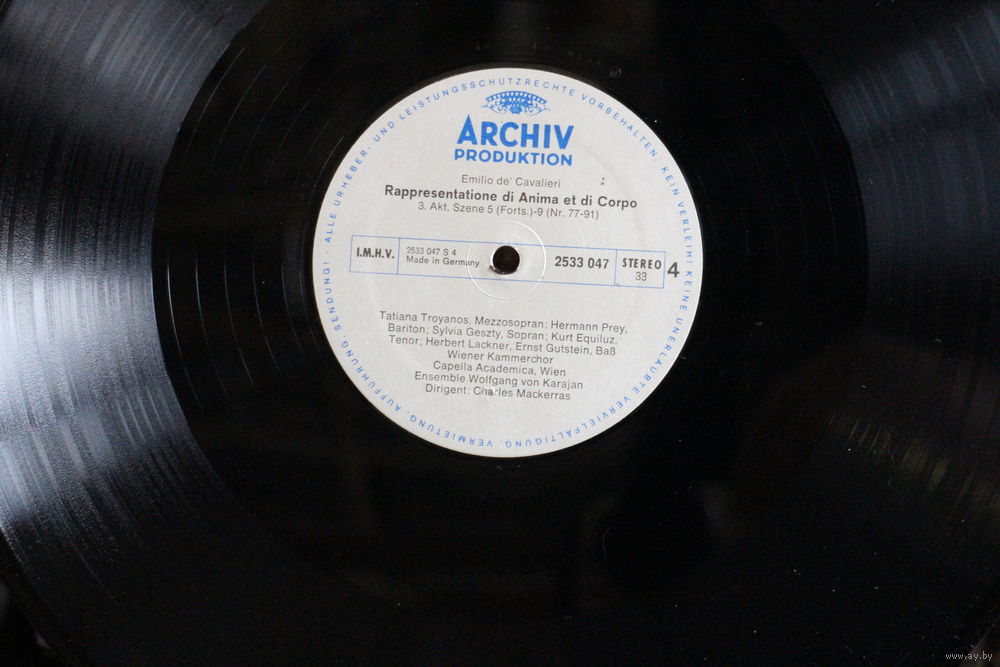 ALLE URHEBER- UND LEISTUNGSSCHUTZRECHTE VORBEHALTEN. KEIN VERLEIH! KEINE UNERLAUBTE VERVIELFÄLTIGUNG, VERMIETUNG, AUFFÜHRUNG, SENDUNG!
ARCHIV
PRODUKTION
Emilio de' Cavalieri
Rappresentatione di Anima et di Corpo
3. Akt. Szene 5 (Forts.)-9 (Nr. 77-91)
I.M.H.V.
2533 047 S 4
Made in Germany
2533 047
STEREO
33
4
Tatiana Troyanos, Mezzosopran; Hermann Prey,
Bariton; Sylvia Geszty, Sopran; Kurt Equiluz,
Tenor; Herbert Lackner, Ernst Gutstein, Baß
Wiener Kammerchor
Capella Academica, Wien
Ensemble Wolfgang von Karajan
Dirigent: Charles Mackerras
www.ay.by